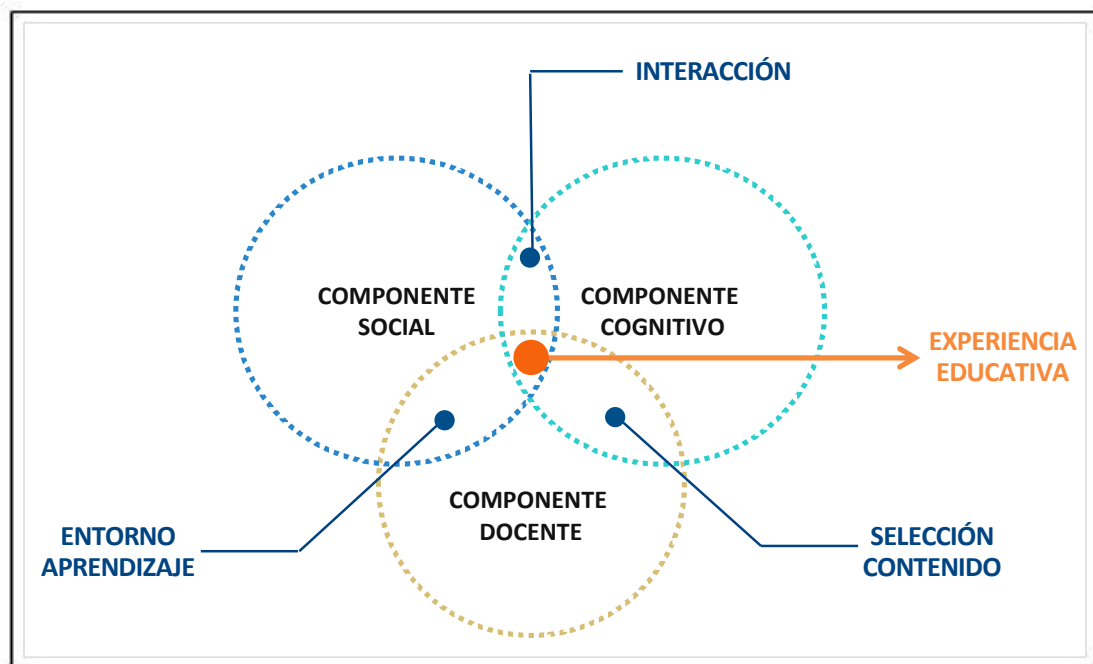 INTERACCIÓN
COMPONENTE
SOCIAL
COMPONENTE
COGNITIVO
EXPERIENCIA
EDUCATIVA
COMPONENTE
DOCENTE
ENTORNO
APRENDIZAJE
SELECCIÓN
CONTENIDO